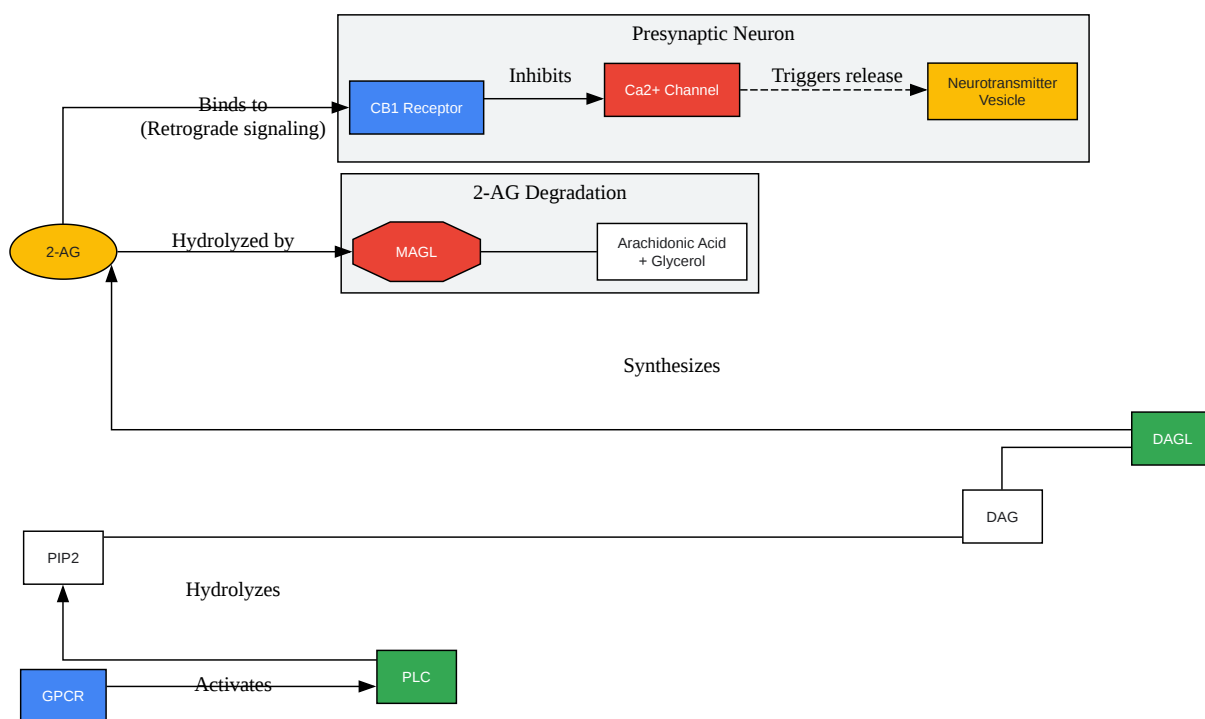 Presynaptic Neuron
Inhibits
Triggers release
CB1 Receptor
Ca2+ Channel
Neurotransmitter
Vesicle
Binds to
(Retrograde signaling)
2-AG Degradation
2-AG
Hydrolyzed by
MAGL
Arachidonic Acid
+ Glycerol
Synthesizes
DAGL
DAG
PIP2
Hydrolyzes
PLC
GPCR
Activates